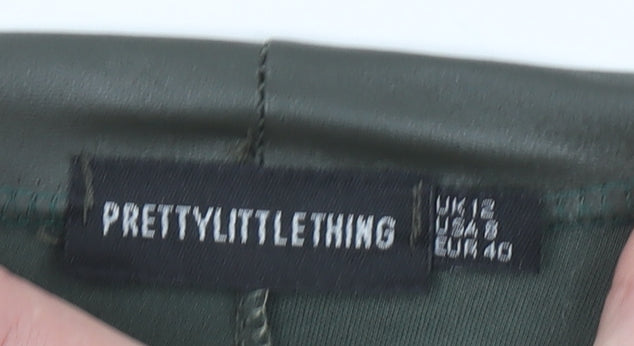 PRETTYLITTLETHING
UK 12
USA 8
EUR 40